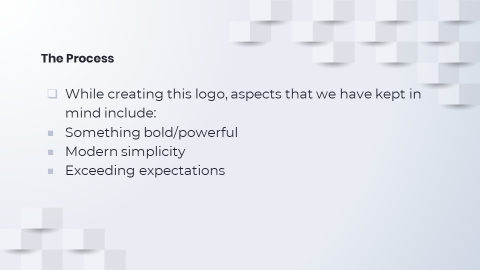 The Process
While creating this logo, aspects that we have kept in
mind include:
Something bold/powerful
Modern simplicity
Exceeding expectations